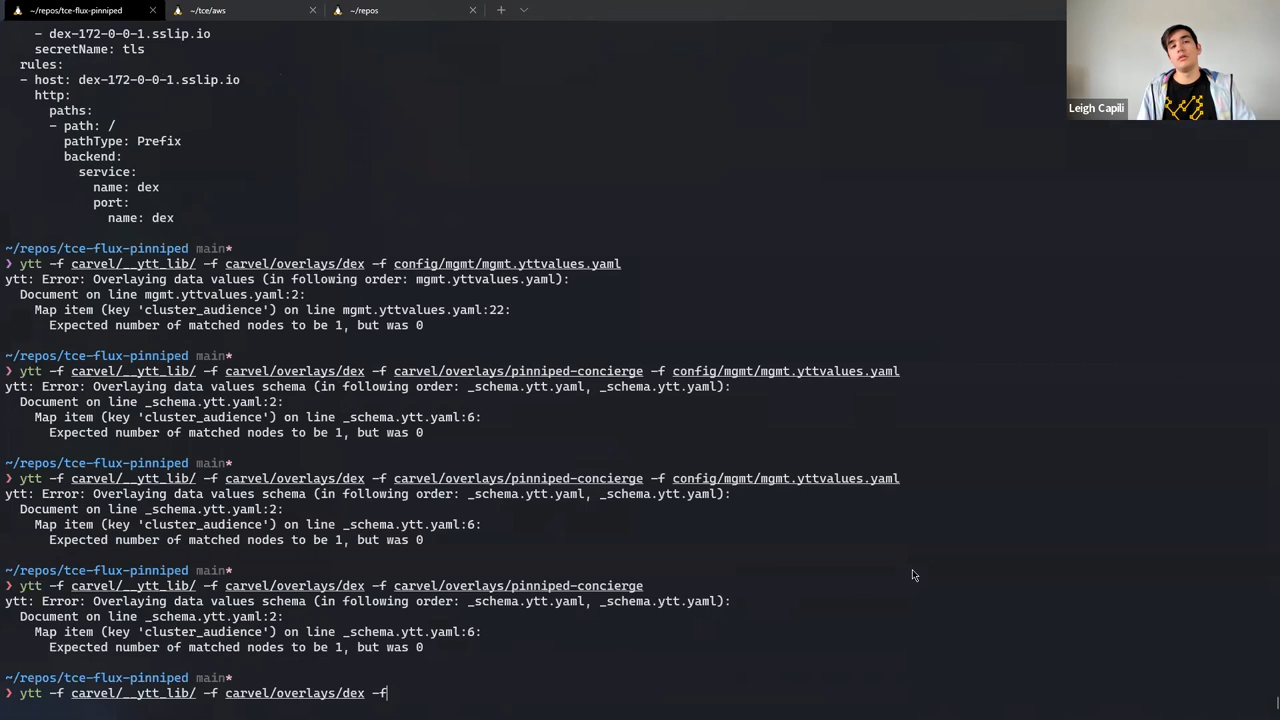 ~/repos/tce-flux-pinniped
~/tce/aws
~/repos
- dex-172-0-0-1.sslip.io
secretName: tls
rules:
- host: dex-172-0-0-1.sslip.io
http:
paths:
- path: /
pathType: Prefix
backend:
service:
name: dex
port:
name: dex
Leigh Capili
~/repos/tce-flux-pinniped main*
❯ ytt -f carvel/__ytt_lib/ -f carvel/overlays/dex -f config/mgmt/mgmt.yttvalues.yaml
ytt: Error: Overlaying data values (in following order: mgmt.yttvalues.yaml):
Document on line mgmt.yttvalues.yaml:2:
Map item (key 'cluster_audience') on line mgmt.yttvalues.yaml:22:
Expected number of matched nodes to be 1, but was 0
~/repos/tce-flux-pinniped main*
❯ ytt -f carvel/__ytt_lib/ -f carvel/overlays/dex -f carvel/overlays/pinniped-concierge -f config/mgmt/mgmt.yttvalues.yaml
ytt: Error: Overlaying data values schema (in following order: _schema.ytt.yaml, _schema.ytt.yaml):
Document on line _schema.ytt.yaml:2:
Map item (key 'cluster_audience') on line _schema.ytt.yaml:6:
Expected number of matched nodes to be 1, but was 0
~/repos/tce-flux-pinniped main*
❯ ytt -f carvel/__ytt_lib/ -f carvel/overlays/dex -f carvel/overlays/pinniped-concierge -f config/mgmt/mgmt.yttvalues.yaml
ytt: Error: Overlaying data values schema (in following order: _schema.ytt.yaml, _schema.ytt.yaml):
Document on line _schema.ytt.yaml:2:
Map item (key 'cluster_audience') on line _schema.ytt.yaml:6:
Expected number of matched nodes to be 1, but was 0
~/repos/tce-flux-pinniped main*
❯ ytt -f carvel/__ytt_lib/ -f carvel/overlays/dex -f carvel/overlays/pinniped-concierge
ytt: Error: Overlaying data values schema (in following order: _schema.ytt.yaml, _schema.ytt.yaml):
Document on line _schema.ytt.yaml:2:
Map item (key 'cluster_audience') on line _schema.ytt.yaml:6:
Expected number of matched nodes to be 1, but was 0
~/repos/tce-flux-pinniped main*
❯ ytt -f carvel/__ytt_lib/ -f carvel/overlays/dex -f